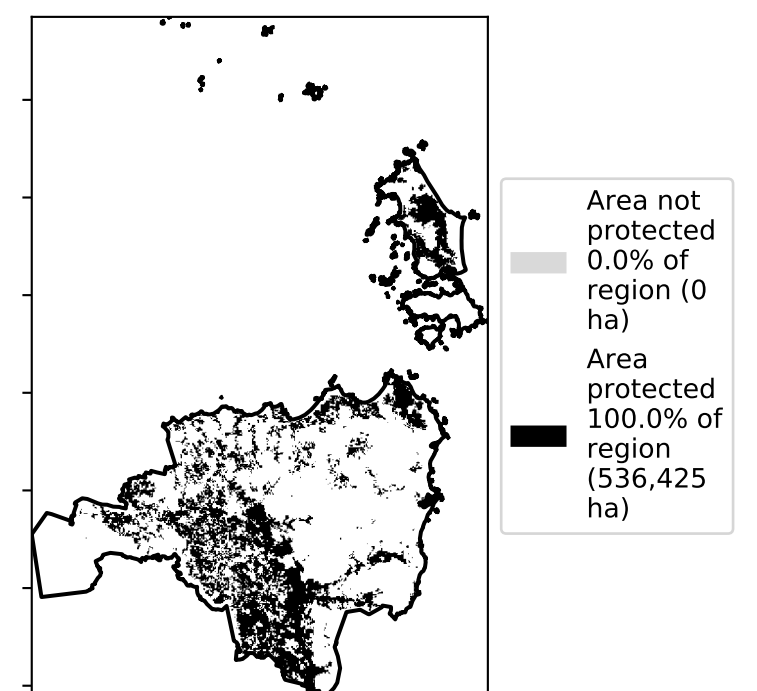 Area not
protected
0.0% of
region (0
ha)
Area
protected
100.0% of
region
(536,425
ha)